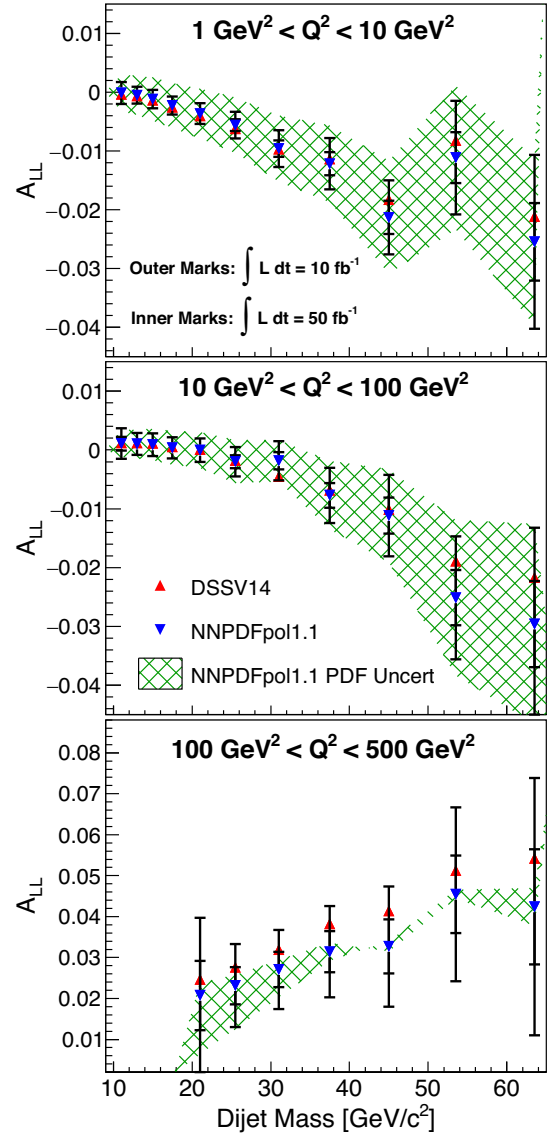 1 GeV² < Q² < 10 GeV²
0.01
0
−0.01
−0.02
−0.03
−0.04
A_LL
Outer Marks: ∫ L dt = 10 fb⁻¹
Inner Marks: ∫ L dt = 50 fb⁻¹
10 GeV² < Q² < 100 GeV²
0.01
0
−0.01
−0.02
−0.03
−0.04
A_LL
DSSV14
NNPDFpol1.1
NNPDFpol1.1 PDF Uncert
100 GeV² < Q² < 500 GeV²
0.08
0.07
0.06
0.05
0.04
0.03
0.02
0.01
A_LL
10 20 30 40 50 60
Dijet Mass [GeV/c²]